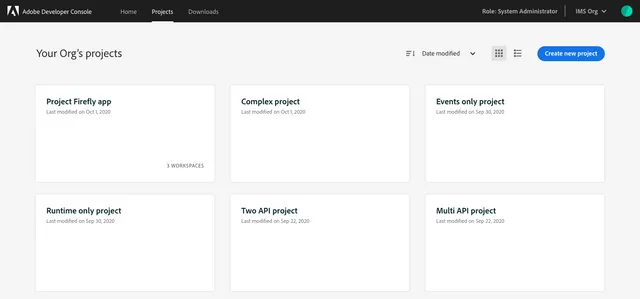 Adobe Developer Console Home Projects Downloads Role: System Administrator IMS Org
Your Org's projects Date modified Create new project
Project Firefly app Complex project Events only project
Last modified on Oct 1, 2020 Last modified on Oct 1, 2020 Last modified on Sep 30, 2020
3 WORKSPACES
Runtime only project Two API project Multi API project
Last modified on Sep 30, 2020 Last modified on Sep 22, 2020 Last modified on Sep 22, 2020